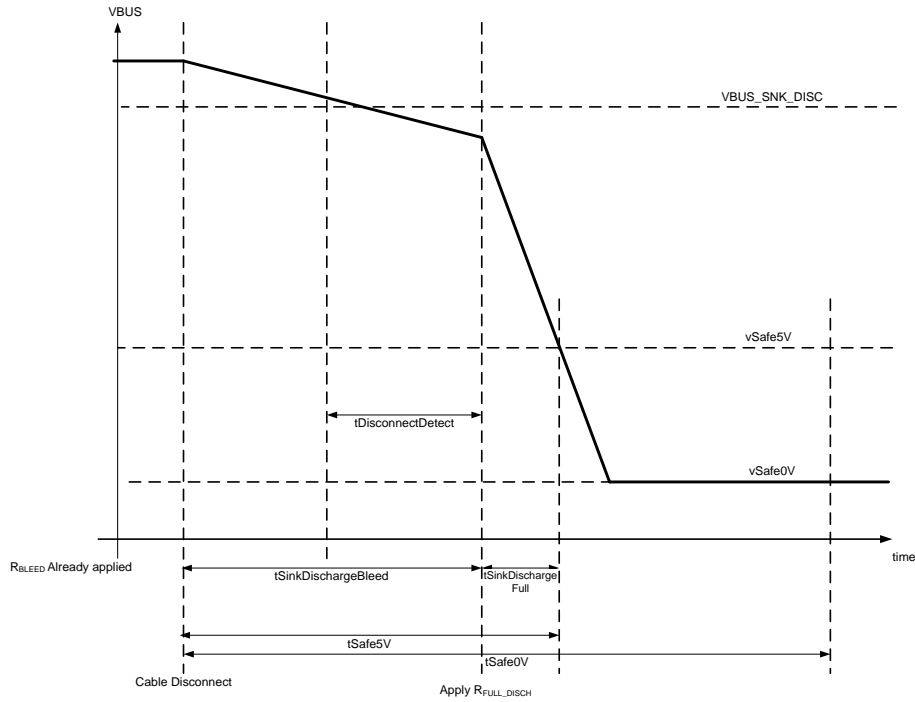 VBUS
VBUS_SNK_DISC
vSafe5V
tDisconnectDetect
vSafe0V
time
RBLEED Already applied
tSinkDischargeBleed
tSinkDischarge
Full
tSafe5V
tSafe0V
Cable Disconnect
Apply RFULL_DISCH